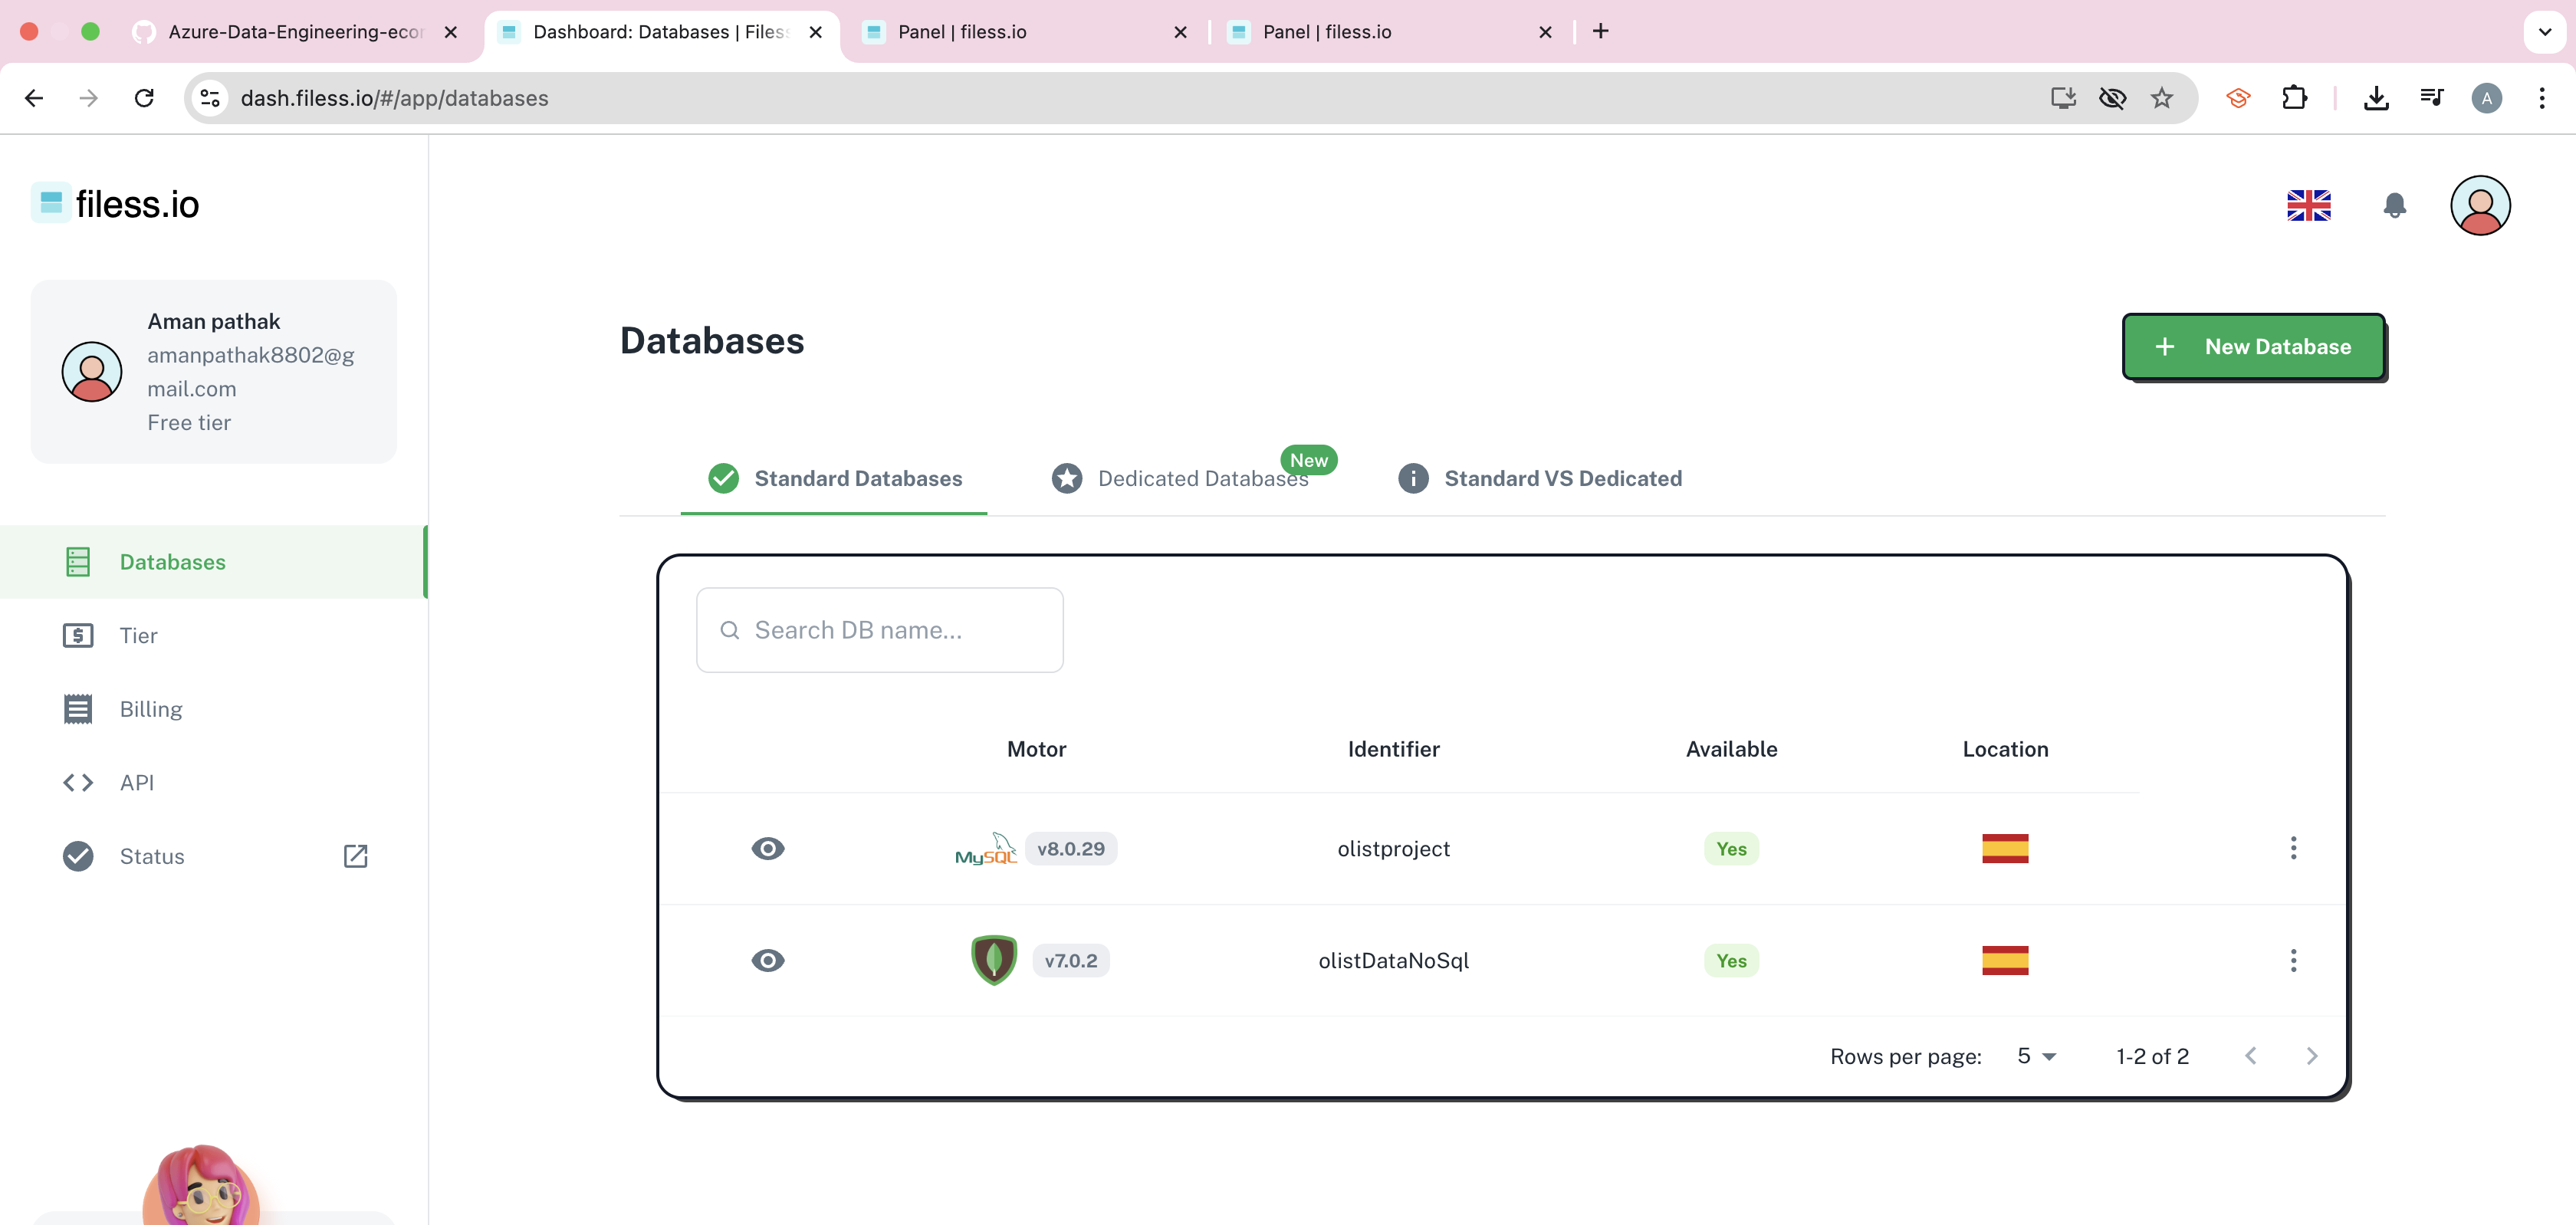 Azure-Data-Engineering-econ
Dashboard: Databases | Filess
Panel | filess.io
Panel | filess.io
dash.filess.io/#/app/databases
A
filess.io
Aman pathak
amanpathak8802@g
mail.com
Free tier
Databases
New Database
Standard Databases
Dedicated Databases
New
Standard VS Dedicated
Databases
Tier
Billing
API
Status
Search DB name...
Motor
Identifier
Available
Location
MySQL
v8.0.29
olistproject
Yes
v7.0.2
olistDataNoSql
Yes
Rows per page:
5
1-2 of 2